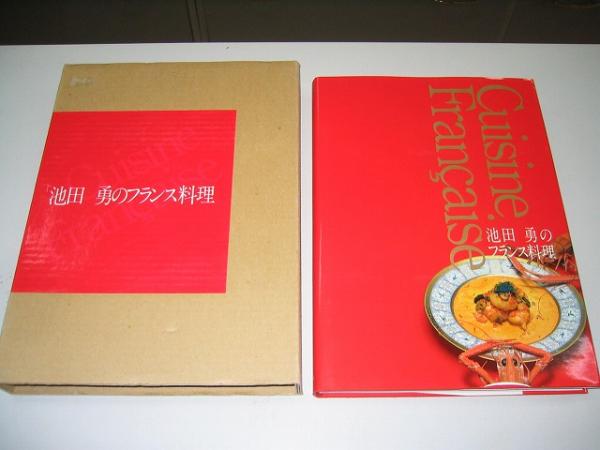 池田 勇のフランス料理
Cuisine
Française
池田 勇の
フランス料理